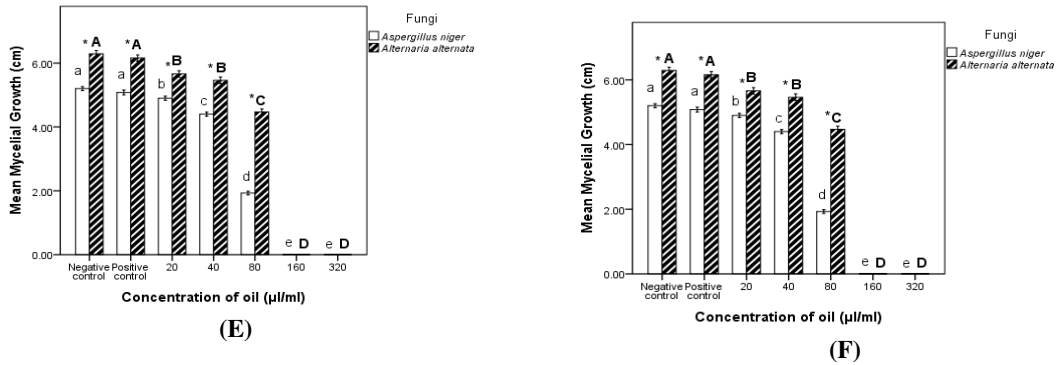 Fungi
Aspergillus niger
Alternaria alternata
Mean Mycelial Growth (cm)
6.00
4.00
2.00
0.00
a
*A
a
*A
b
*B
c
*B
d
*C
e D
e D
Negative control
Positive control
20
40
80
160
320
Concentration of oil (µl/ml)
(E)
Fungi
Aspergillus niger
Alternaria alternata
Mean Mycelial Growth (cm)
6.00
4.00
2.00
0.00
a
*A
a
*A
b
*B
c
*B
d
*C
e D
e D
Negative control
Positive control
20
40
80
160
320
Concentration of oil (µl/ml)
(F)